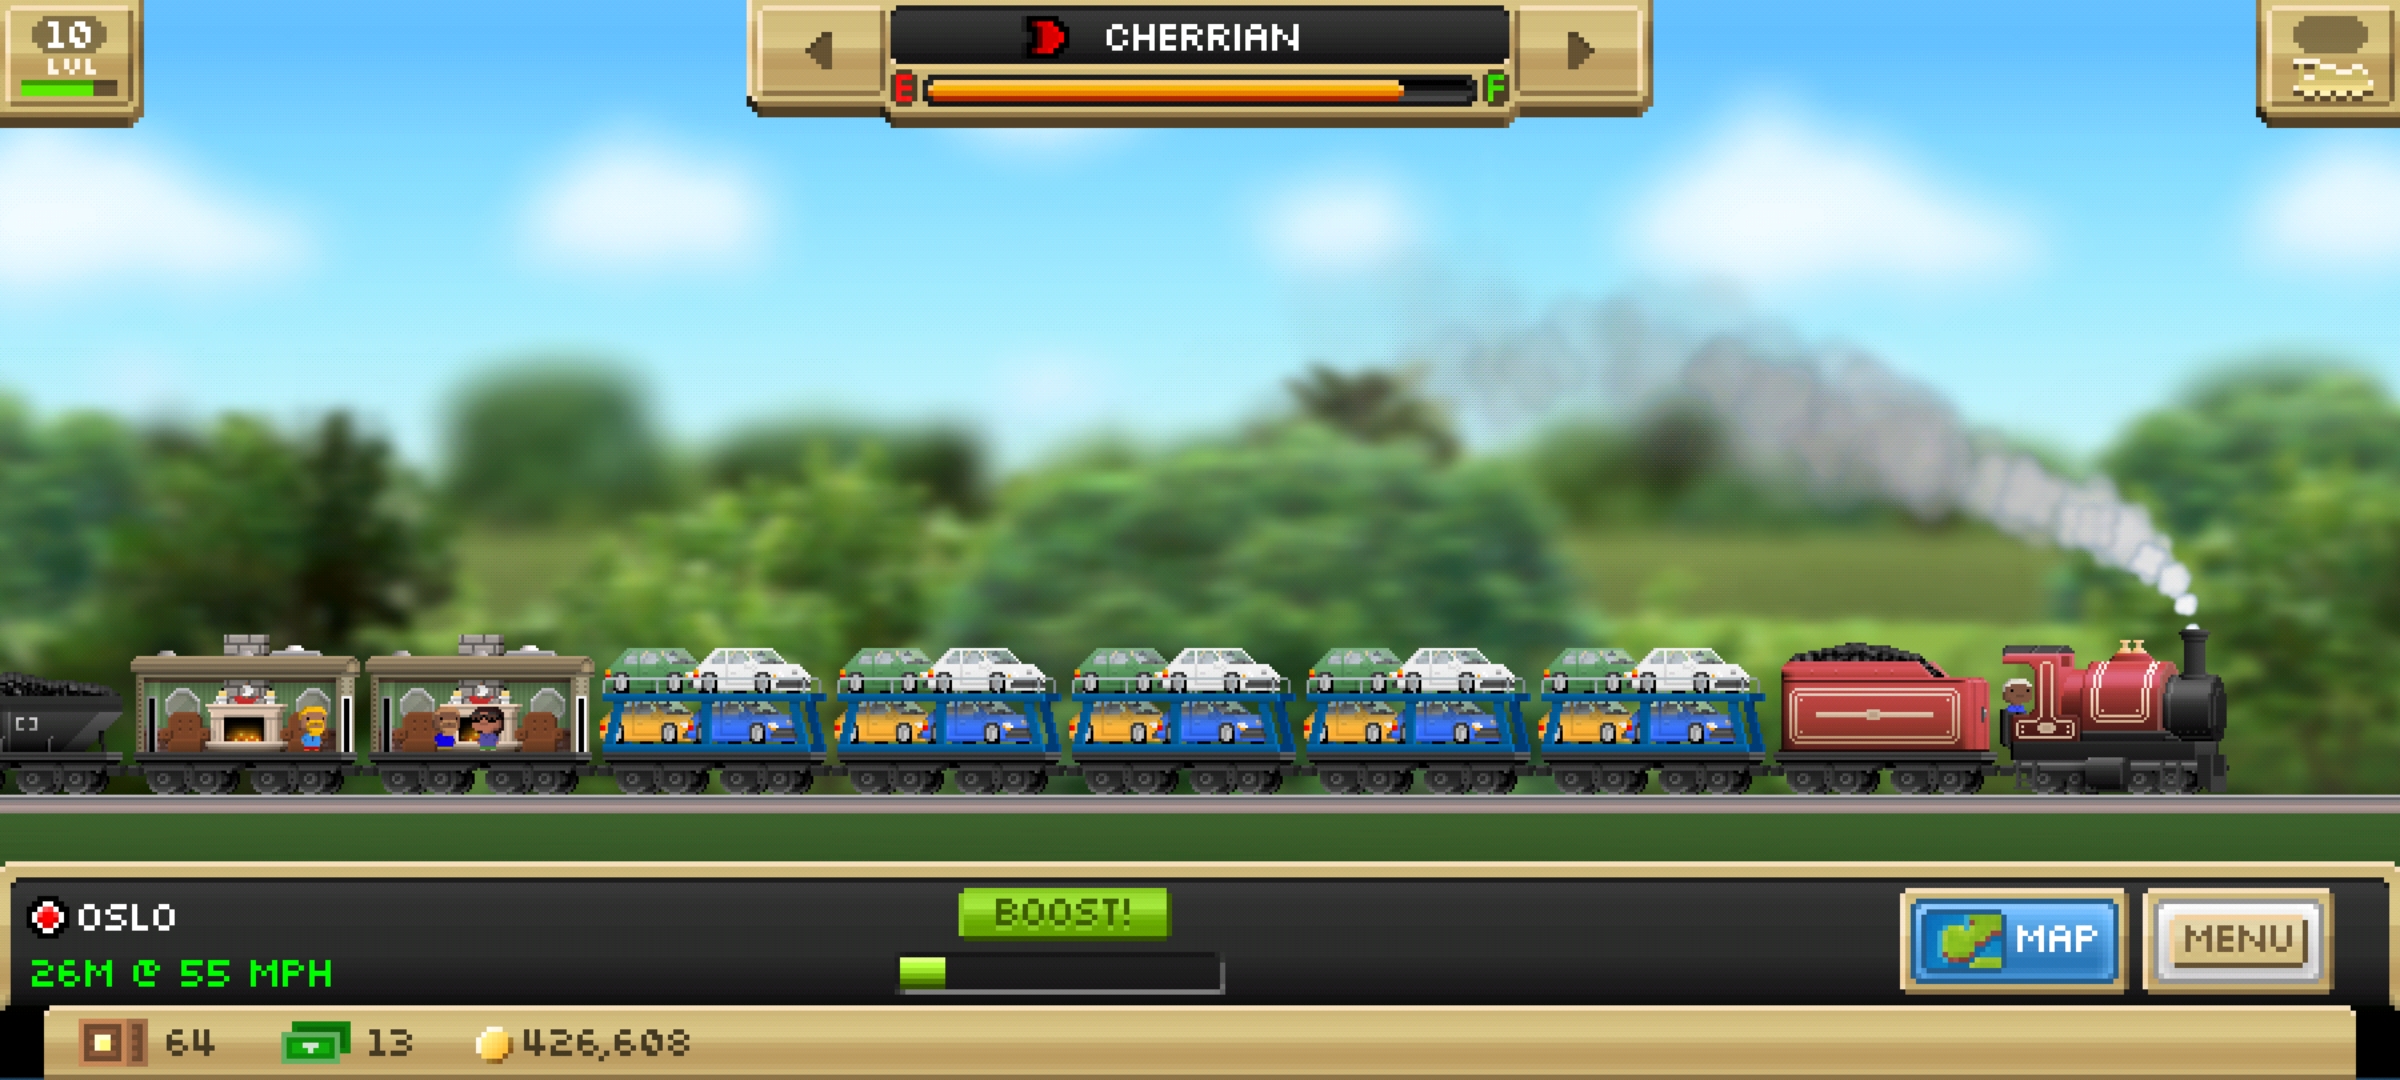 10
LVL
CHERRIAN
E F
OSLO
26M @ 55 MPH
BOOST!
MAP
MENU
64
13
426,608